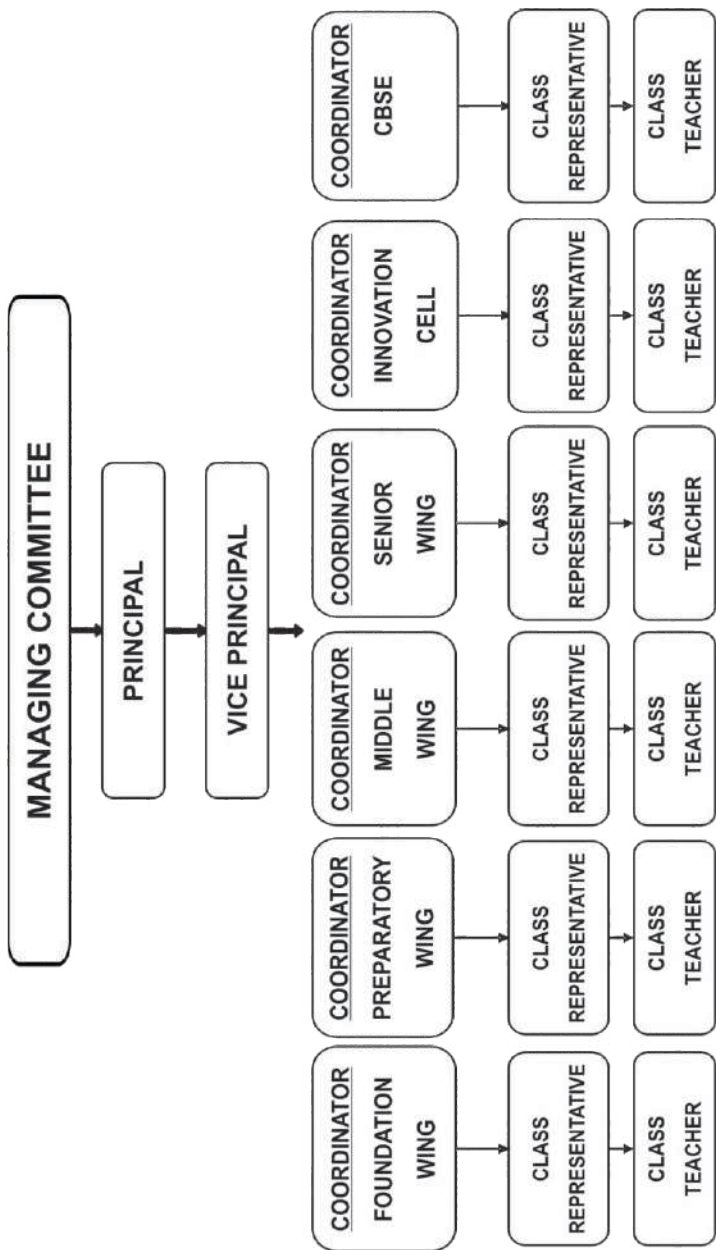 MANAGING COMMITTEE
PRINCIPAL
VICE PRINCIPAL
COORDINATOR
FOUNDATION
WING
COORDINATOR
PREPARATORY
WING
COORDINATOR
MIDDLE
WING
COORDINATOR
SENIOR
WING
COORDINATOR
INNOVATION
CELL
COORDINATOR
CBSE
CLASS
REPRESENTATIVE
CLASS
REPRESENTATIVE
CLASS
REPRESENTATIVE
CLASS
REPRESENTATIVE
CLASS
REPRESENTATIVE
CLASS
REPRESENTATIVE
CLASS
TEACHER
CLASS
TEACHER
CLASS
TEACHER
CLASS
TEACHER
CLASS
TEACHER
CLASS
TEACHER